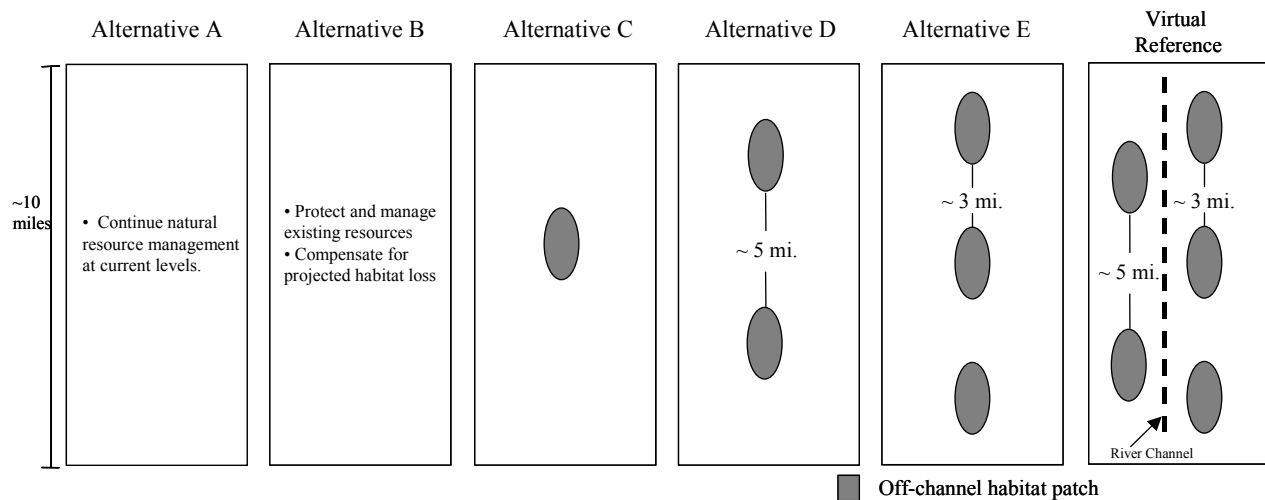 Alternative A
Alternative B
Alternative C
Alternative D
Alternative E
Virtual
Reference
~10
miles
• Continue natural
resource management
at current levels.
• Protect and manage
existing resources
• Compensate for
projected habitat loss
~ 5 mi.
~ 3 mi.
~ 5 mi.
~ 3 mi.
River Channel
Off-channel habitat patch